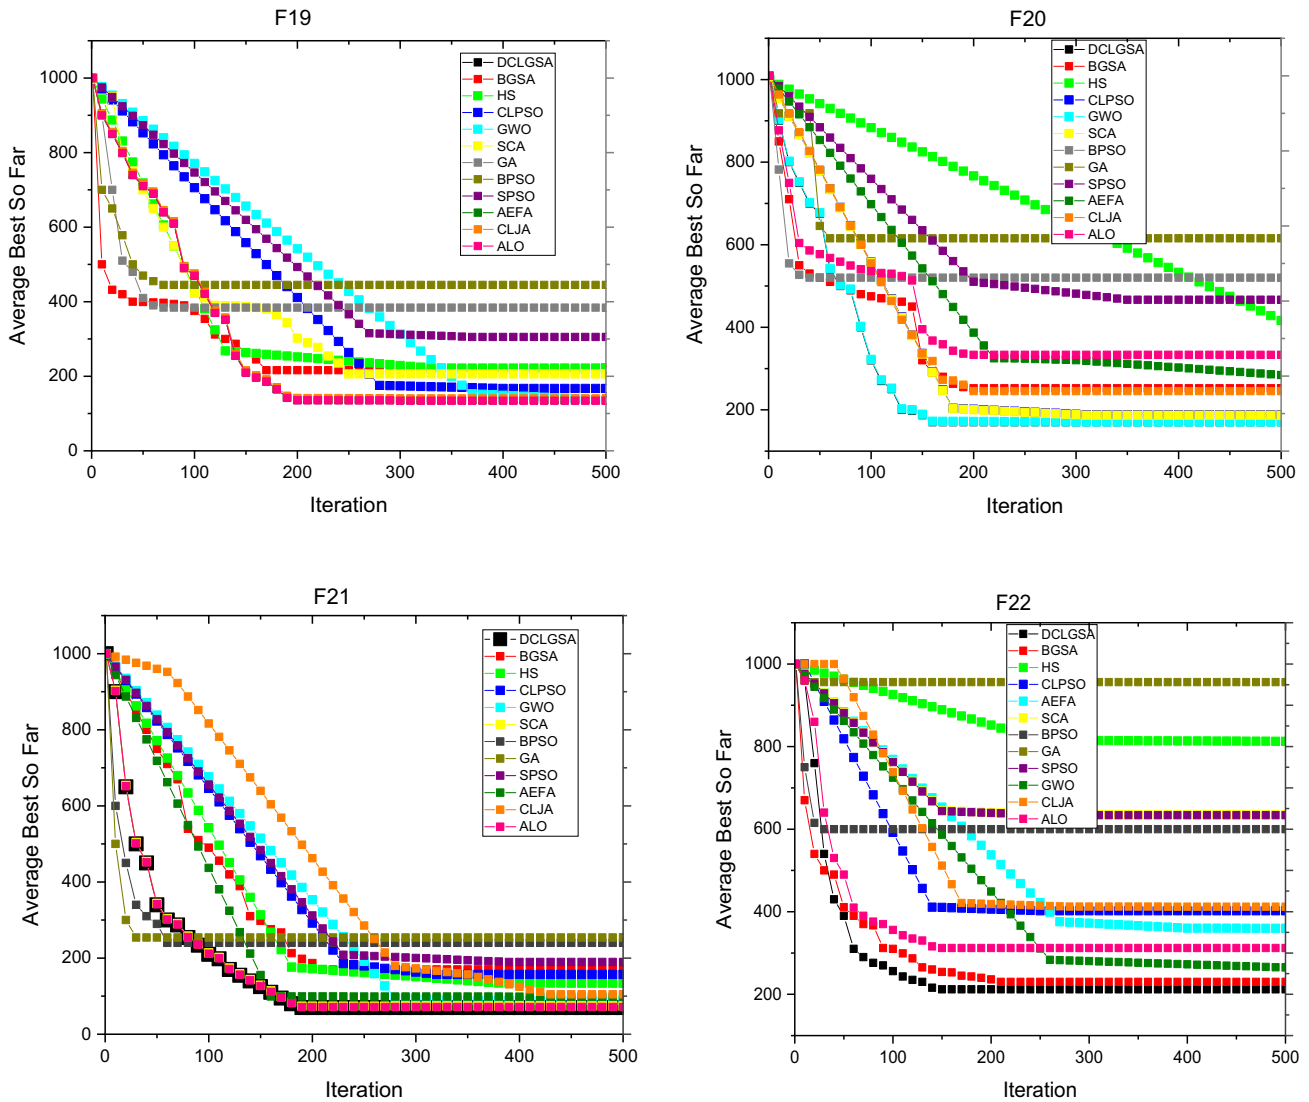 F19
Average Best So Far
1000
800
600
400
200
0
0 100 200 300 400 500
Iteration
DCLGSA
BGSA
HS
CLPSO
GWO
SCA
GA
BPSO
SPSO
AEFA
CLJA
ALO
F20
Average Best So Far
1000
800
600
400
200
0 100 200 300 400 500
Iteration
DCLGSA
BGSA
HS
CLPSO
GWO
SCA
BPSO
GA
SPSO
AEFA
CLJA
ALO
F21
Average Best So Far
1000
800
600
400
200
0
0 100 200 300 400 500
Iteration
DCLGSA
BGSA
HS
CLPSO
GWO
SCA
BPSO
GA
SPSO
AEFA
CLJA
ALO
F22
Average Best So Far
1000
800
600
400
200
0 100 200 300 400 500
Iteration
DCLGSA
BGSA
HS
CLPSO
AEFA
SCA
BPSO
GA
SPSO
GWO
CLJA
ALO